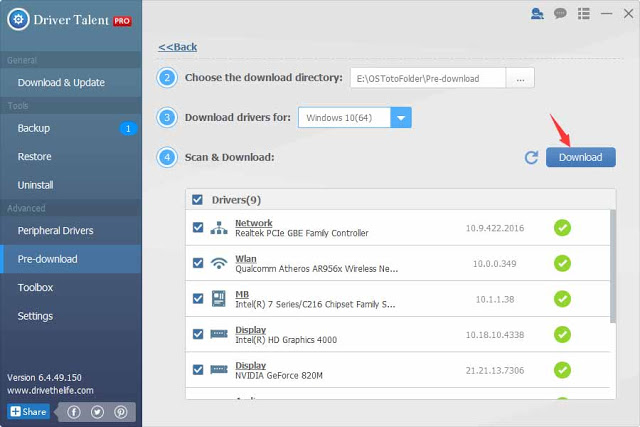 Driver Talent PRO
General
Download & Update
Tools
Backup 1
Restore
Uninstall
Advanced
Peripheral Drivers
Pre-download
Toolbox
Settings
Version 6.4.49.150
www.drivethelife.com
Share
<<Back
2 Choose the download directory: E:\OSTotoFolder\Pre-download ...
3 Download drivers for: Windows 10(64)
4 Scan & Download: Download
Drivers(9)
Network
Realtek PCIe GBE Family Controller 10.9.422.2016
Wlan
Qualcomm Atheros AR956x Wireless Ne... 10.0.0.349
MB
Intel(R) 7 Series/C216 Chipset Family S... 10.1.1.38
Display
Intel(R) HD Graphics 4000 10.18.10.4338
Display
NVIDIA GeForce 820M 21.21.13.7306